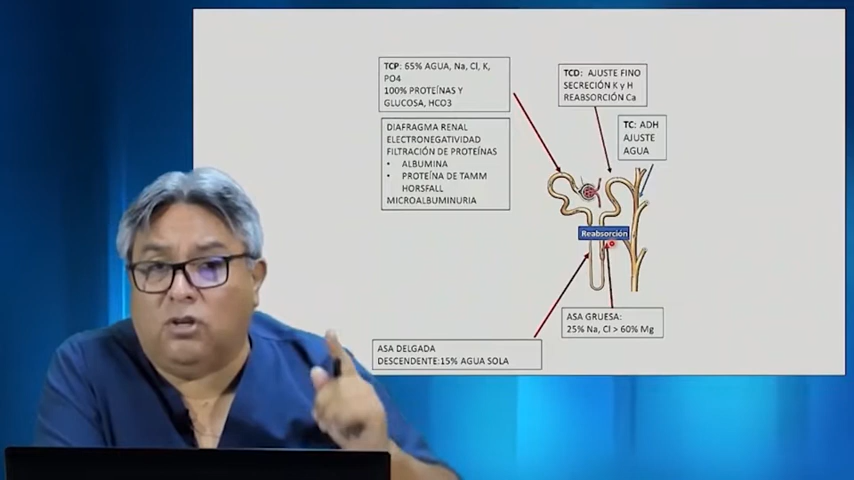 TCP: 65% AGUA, Na, Cl, K,
PO4
100% PROTEÍNAS Y
GLUCOSA, HCO3
DIAFRAGMA RENAL
ELECTRONEGATIVIDAD
FILTRACIÓN DE PROTEÍNAS
• ALBUMINA
• PROTEÍNA DE TAMM
HORSFALL
MICROALBUMINURIA
TCD: AJUSTE FINO
SECRECIÓN K y H
REABSORCIÓN Ca
TC: ADH
AJUSTE
AGUA
Reabsorción
ASA GRUESA:
25% Na, Cl > 60% Mg
ASA DELGADA
DESCENDENTE:15% AGUA SOLA